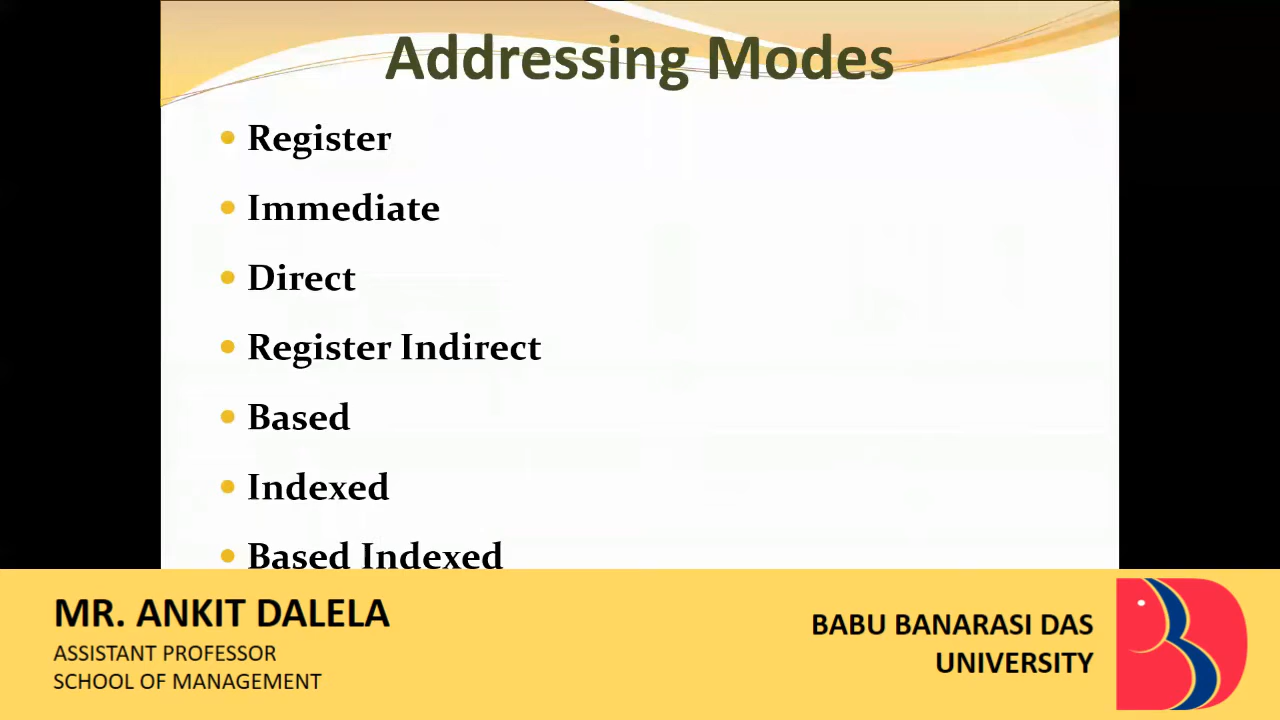 Addressing Modes
• Register
• Immediate
• Direct
• Register Indirect
• Based
• Indexed
• Based Indexed
MR. ANKIT DALELA
ASSISTANT PROFESSOR
SCHOOL OF MANAGEMENT
BABU BANARASI DAS
UNIVERSITY